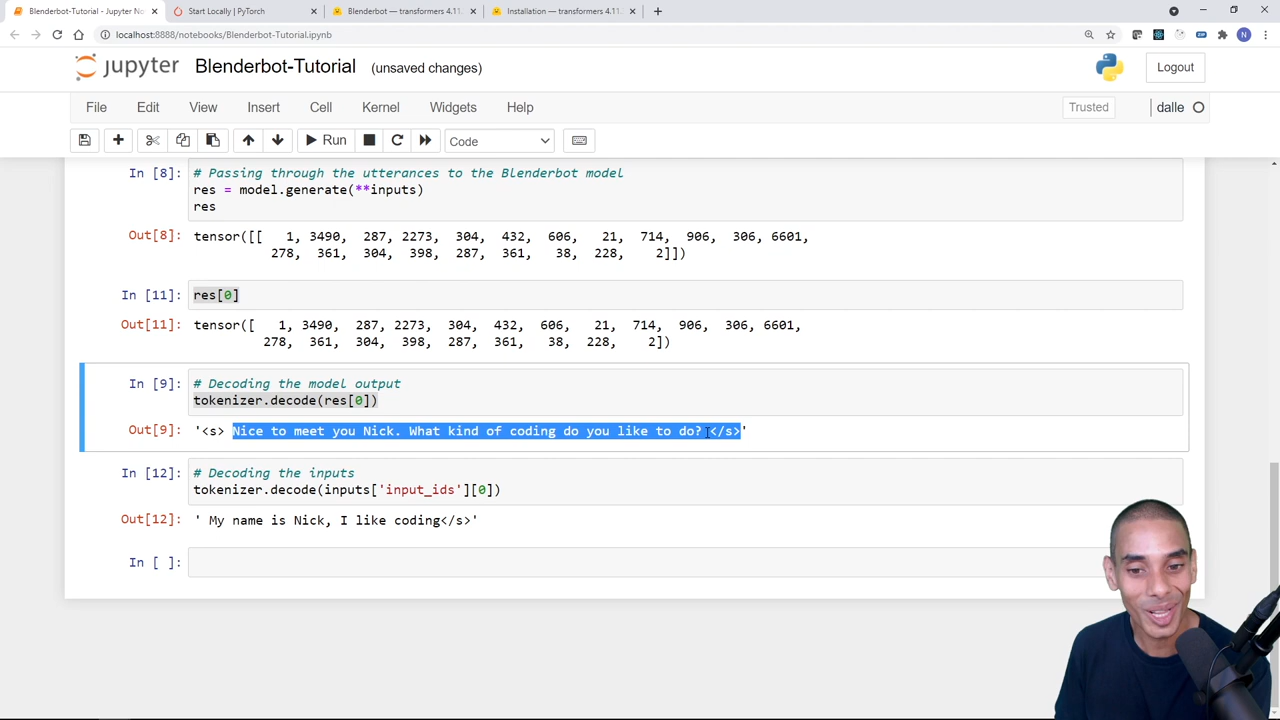 Blenderbot-Tutorial - Jupyter No
Start Locally | PyTorch
Blenderbot — transformers 4.11.
Installation — transformers 4.11.
localhost:8888/notebooks/Blenderbot-Tutorial.ipynb
N
jupyter Blenderbot-Tutorial (unsaved changes)
Logout
File Edit View Insert Cell Kernel Widgets Help
Trusted
dalle
Run
Code
In [8]: # Passing through the utterances to the Blenderbot model
res = model.generate(**inputs)
res
Out[8]: tensor([[ 1, 3490, 287, 2273, 304, 432, 606, 21, 714, 906, 306, 6601,
278, 361, 304, 398, 287, 361, 38, 228, 2]])
In [11]: res[0]
Out[11]: tensor([ 1, 3490, 287, 2273, 304, 432, 606, 21, 714, 906, 306, 6601,
278, 361, 304, 398, 287, 361, 38, 228, 2])
In [9]: # Decoding the model output
tokenizer.decode(res[0])
Out[9]: '<s> Nice to meet you Nick. What kind of coding do you like to do? </s>'
In [12]: # Decoding the inputs
tokenizer.decode(inputs['input_ids'][0])
Out[12]: ' My name is Nick, I like coding</s>'
In [ ]: